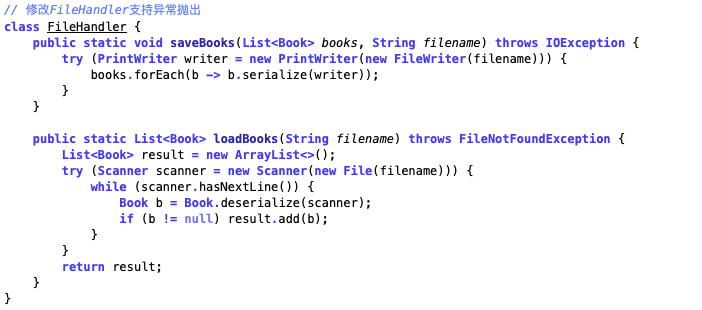 // 修改FileHandler支持异常抛出
class FileHandler {
    public static void saveBooks(List<Book> books, String filename) throws IOException {
        try (PrintWriter writer = new PrintWriter(new FileWriter(filename))) {
            books.forEach(b -> b.serialize(writer));
        }
    }

    public static List<Book> loadBooks(String filename) throws FileNotFoundException {
        List<Book> result = new ArrayList<>();
        try (Scanner scanner = new Scanner(new File(filename))) {
            while (scanner.hasNextLine()) {
                Book b = Book.deserialize(scanner);
                if (b != null) result.add(b);
            }
        }
        return result;
    }
}